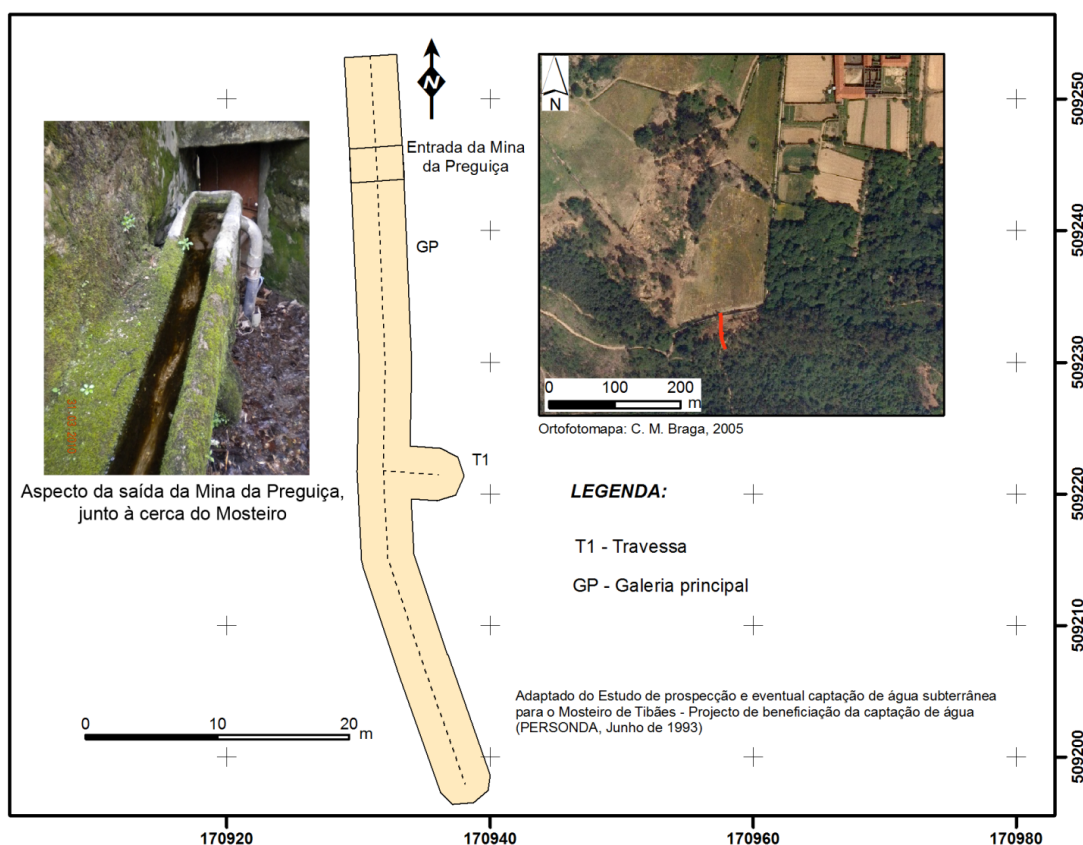 N
Entrada da Mina
da Preguiça
GP
T1
Aspecto da saída da Mina da Preguiça,
junto à cerca do Mosteiro
0 10 20
m
N
0 100 200
m
Ortofotomapa: C. M. Braga, 2005
LEGENDA:
T1 - Travessa
GP - Galeria principal
Adaptado do Estudo de prospecção e eventual captação de água subterrânea
para o Mosteiro de Tibães - Projecto de beneficiação da captação de água
(PERSONDA, Junho de 1993)
509250
509240
509230
509220
509210
509200
170920 170940 170960 170980